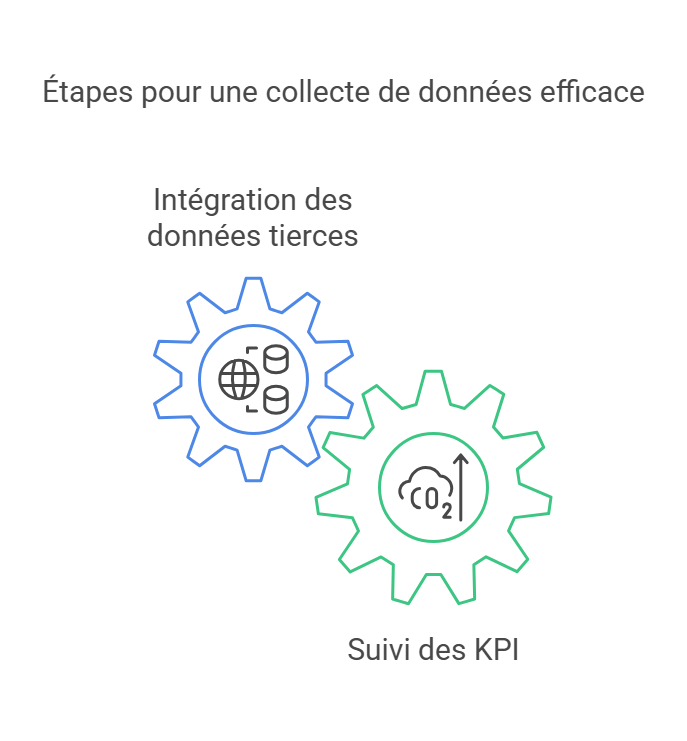 Étapes pour une collecte de données efficace
Intégration des
données tierces
CO2
Suivi des KPI